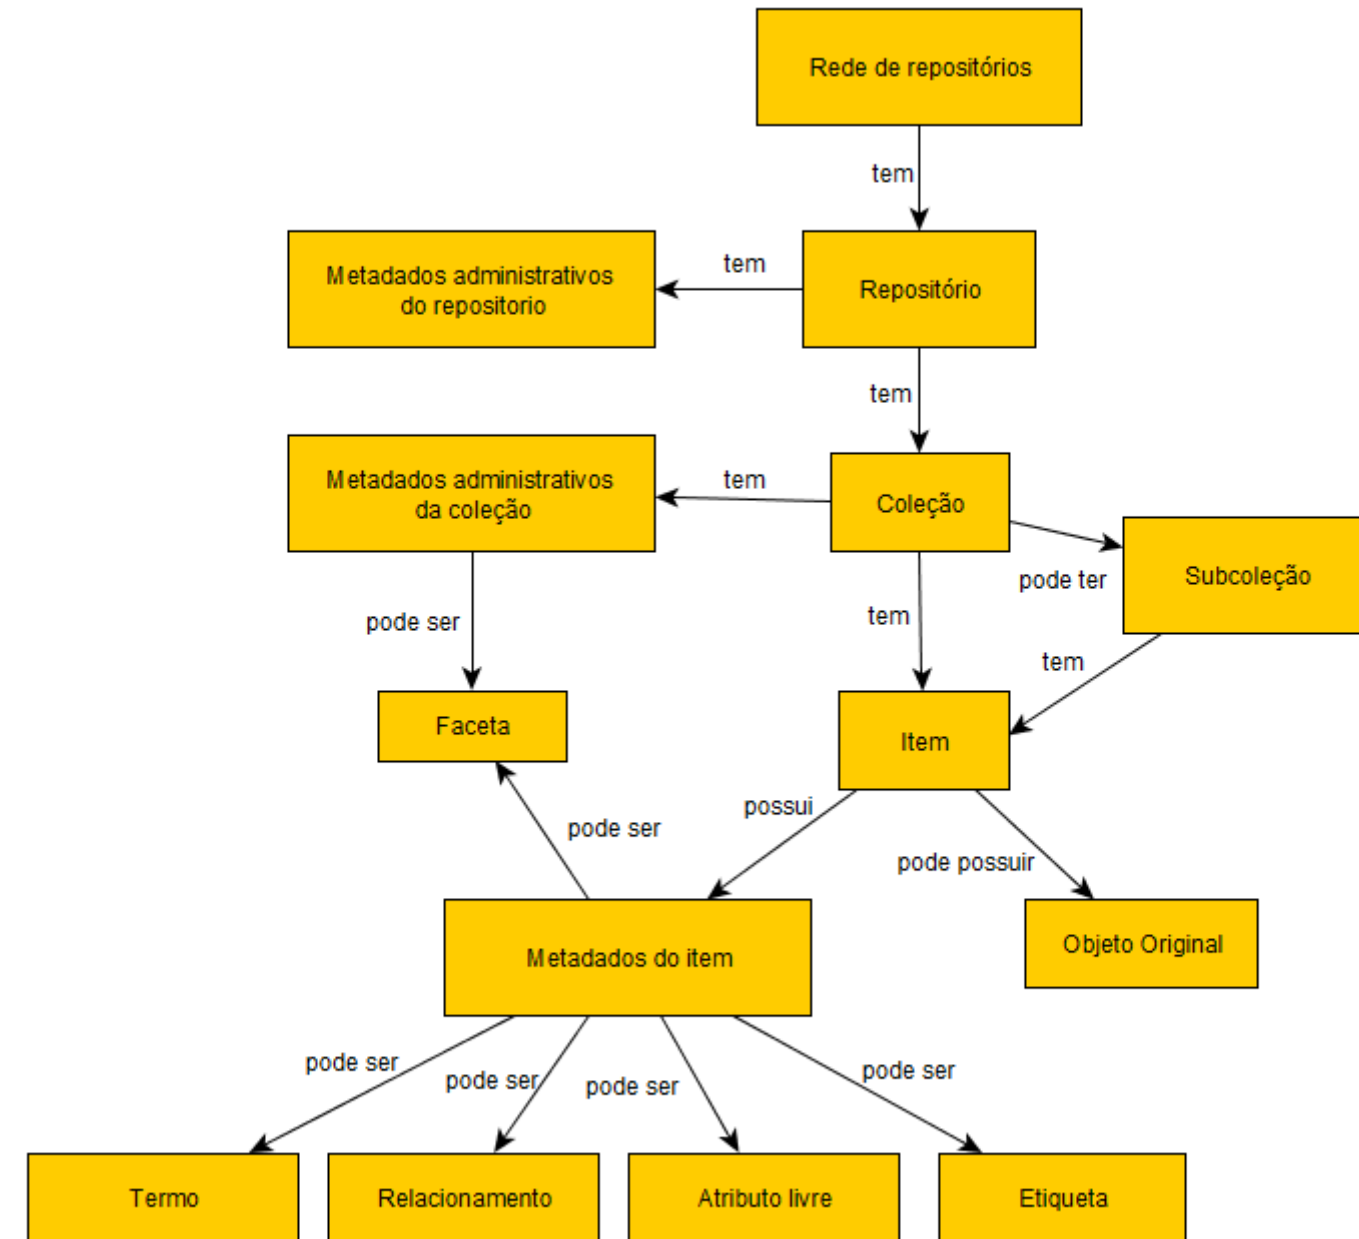 Rede de repositórios
tem
Metadados administrativos
do repositorio
tem
Repositório
tem
Metadados administrativos
da coleção
tem
Coleção
pode ter
Subcoleção
pode ser
tem
tem
Faceta
Item
pode ser
possui
pode possuir
Metadados do item
Objeto Original
pode ser
pode ser
pode ser
pode ser
Termo
Relacionamento
Atributo livre
Etiqueta